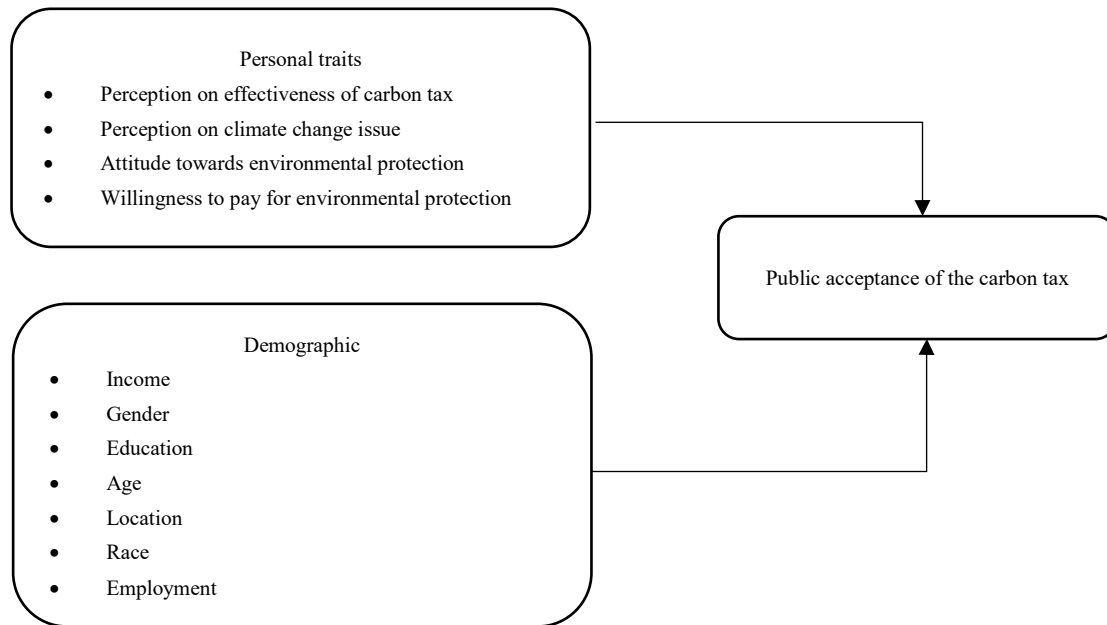 Personal traits
• Perception on effectiveness of carbon tax
• Perception on climate change issue
• Attitude towards environmental protection
• Willingness to pay for environmental protection
Public acceptance of the carbon tax
Demographic
• Income
• Gender
• Education
• Age
• Location
• Race
• Employment